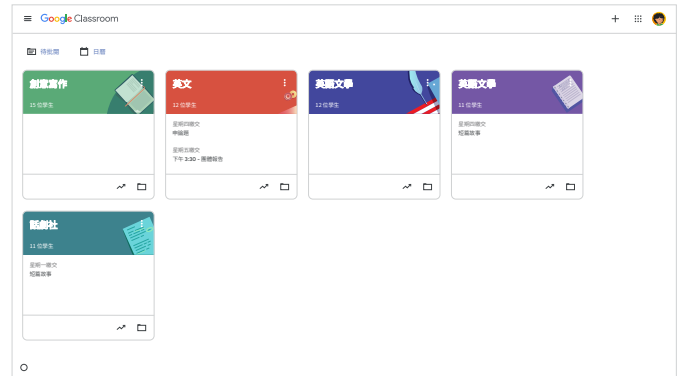 Google Classroom
待批閱
日曆
創意寫作
15 位學生
英文
12 位學生
星期四繳交
申論題
星期五繳交
下午 3:30 - 團體報告
英國文學
12 位學生
英國文學
11 位學生
星期四繳交
短篇故事
話劇社
11 位學生
星期一繳交
短篇故事